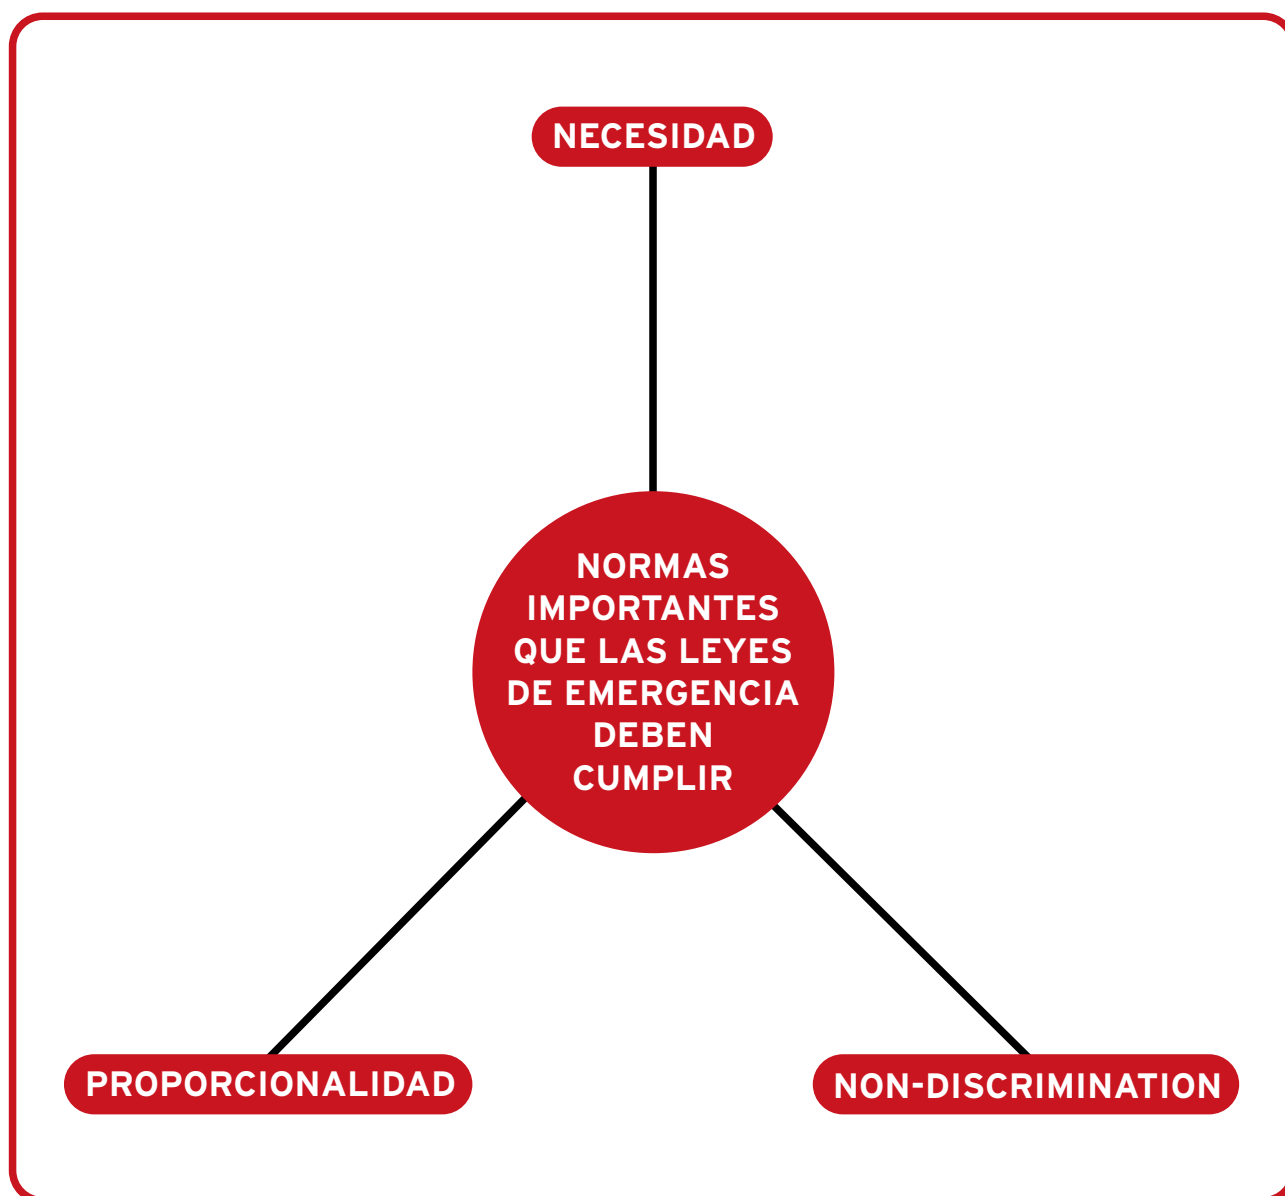 NECESIDAD
NORMAS
IMPORTANTES
QUE LAS LEYES
DE EMERGENCIA
DEBEN
CUMPLIR
PROPORCIONALIDAD
NON-DISCRIMINATION